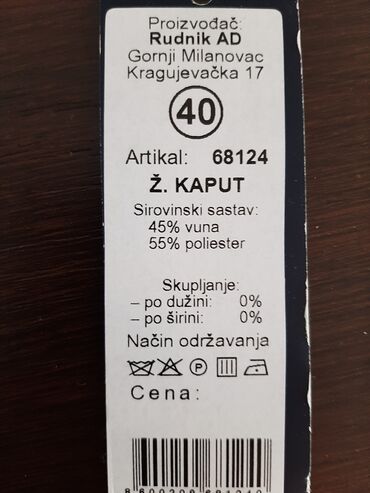 Proizvođač:
Rudnik AD
Gornji Milanovac
Kragujevačka 17
40
Artikal: 68124
Ž. KAPUT
Sirovinski sastav:
45% vuna
55% poliester
Skupljanje:
– po dužini: 0%
– po širini: 0%
Način održavanja
P
Cena: